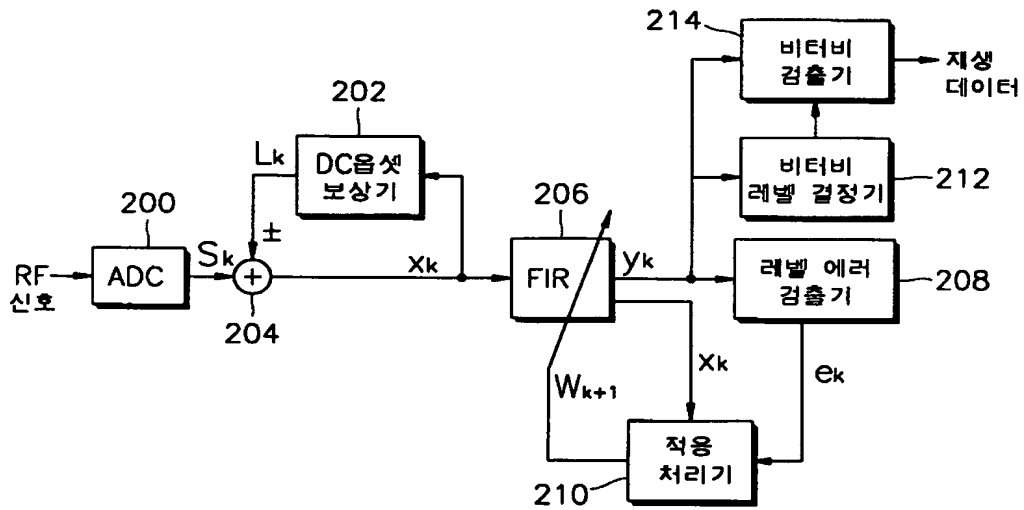 214
비터비
검출기
재생
데이터
202
Lk
DC옵셋
보상기
비터비
레벨 결정기
212
200
206
±
RF
신호
ADC
Sk
+
204
xk
FIR
yk
레벨 에러
검출기
208
xk
ek
Wk+1
적용
처리기
210